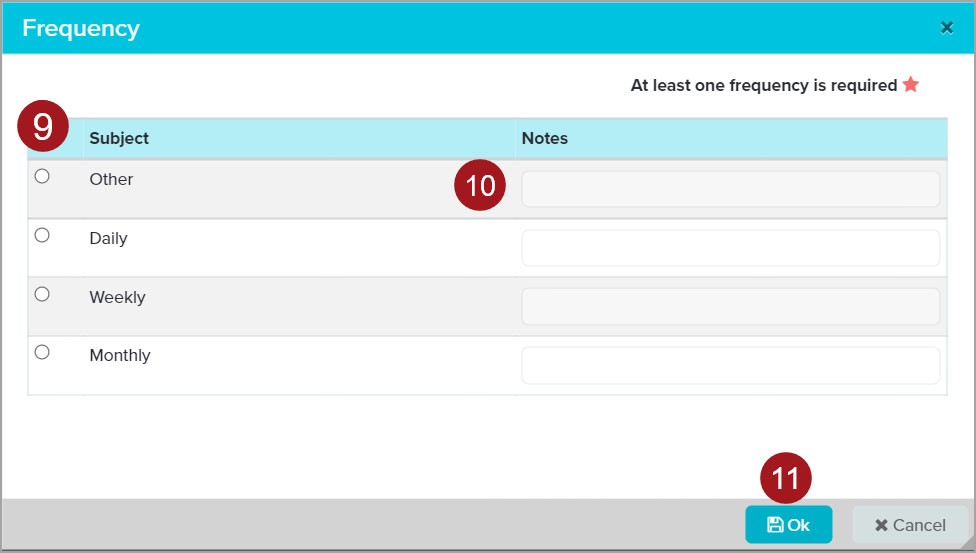 Frequency
At least one frequency is required
9
Subject Notes
Other
10
Daily
Weekly
Monthly
11
Ok Cancel